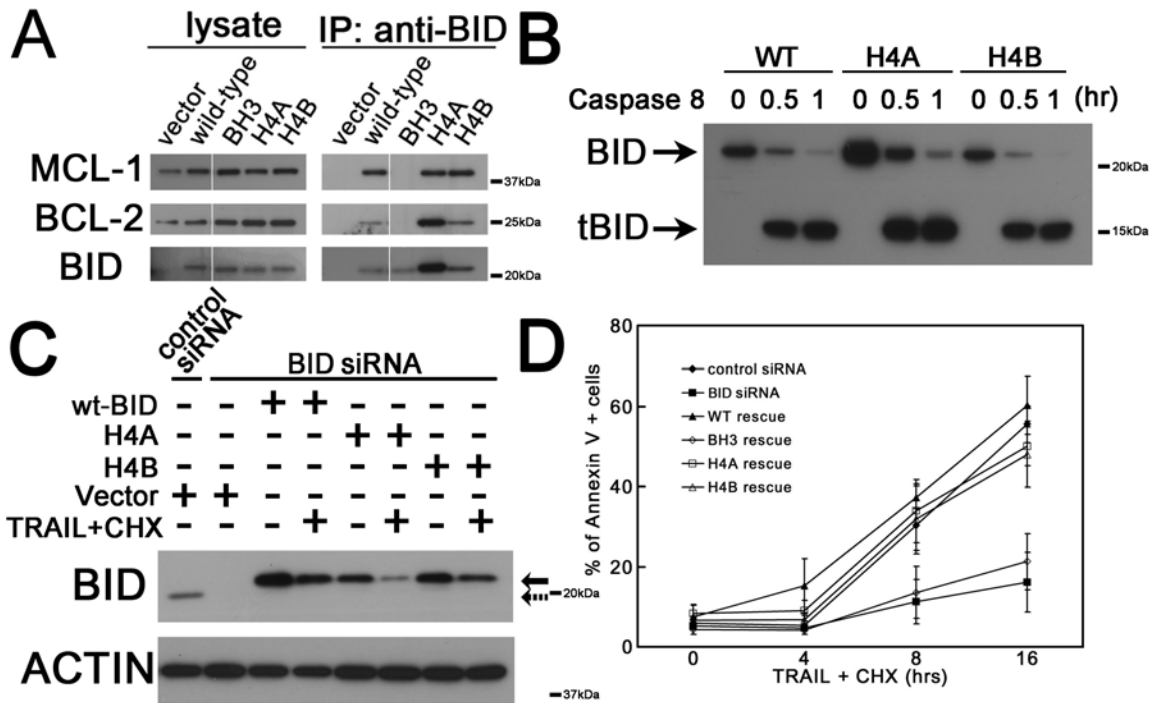 A
lysate
IP: anti-BID
vector
wild-type
BH3
H4A
H4B
vector
wild-type
BH3
H4A
H4B
MCL-1
37kDa
BCL-2
25kDa
BID
20kDa
B
WT H4A H4B
Caspase 8 0 0.5 1 0 0.5 1 0 0.5 1 (hr)
BID
20kDa
tBID
15kDa
C
control siRNA
BID siRNA
wt-BID - - + + - - - -
H4A - - - - + + - -
H4B - - - - - - + +
Vector + + - - - - - -
TRAIL+CHX - - - + - + - +
BID
20kDa
ACTIN
37kDa
D
% of Annexin V + cells
80
60
40
20
0
control siRNA
BID siRNA
WT rescue
BH3 rescue
H4A rescue
H4B rescue
0 4 8 16
TRAIL + CHX (hrs)